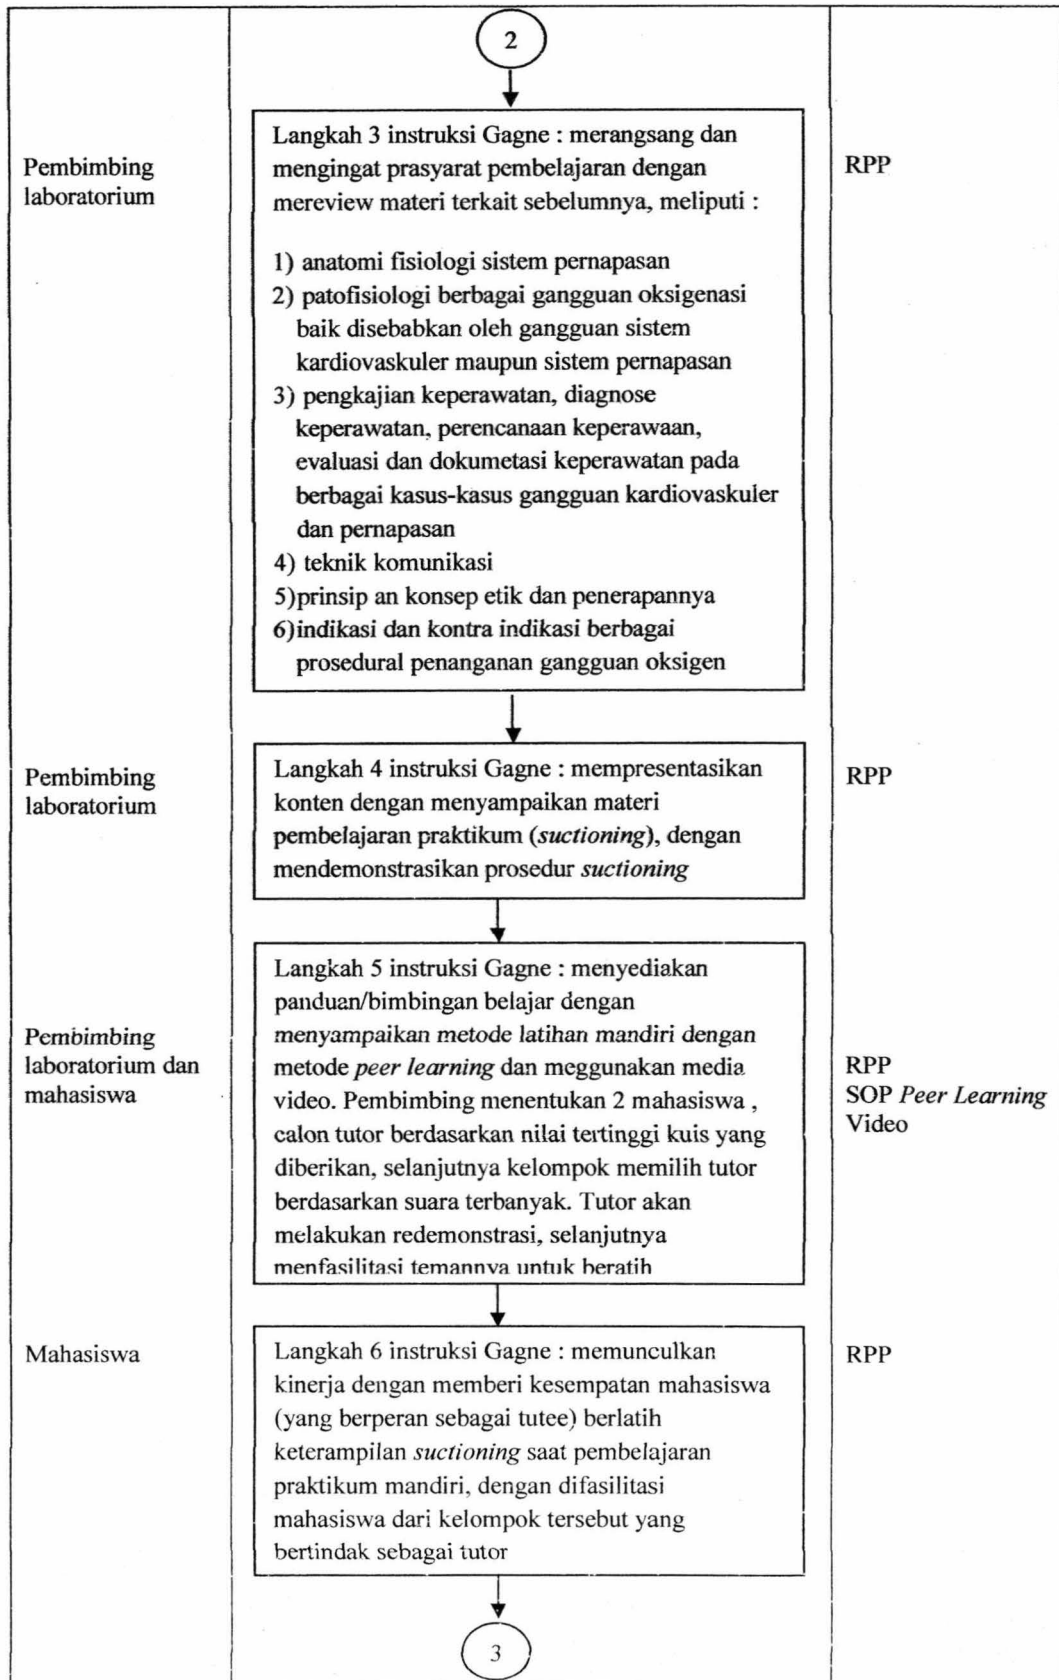 2
Pembimbing
laboratorium
Langkah 3 instruksi Gagne : merangsang dan
mengingat prasyarat pembelajaran dengan
mereview materi terkait sebelumnya, meliputi :
1) anatomi fisiologi sistem pernapasan
2) patofisiologi berbagai gangguan oksigenasi
baik disebabkan oleh gangguan sistem
kardiovaskuler maupun sistem pernapasan
3) pengkajian keperawatan, diagnose
keperawatan, perencanaan keperawaan,
evaluasi dan dokumetasi keperawatan pada
berbagai kasus-kasus gangguan kardiovaskuler
dan pernapasan
4) teknik komunikasi
5)prinsip an konsep etik dan penerapannya
6)indikasi dan kontra indikasi berbagai
prosedural penanganan gangguan oksigen
RPP
Pembimbing
laboratorium
Langkah 4 instruksi Gagne : mempresentasikan
konten dengan menyampaikan materi
pembelajaran praktikum (suctioning), dengan
mendemonstrasikan prosedur suctioning
RPP
Pembimbing
laboratorium dan
mahasiswa
Langkah 5 instruksi Gagne : menyediakan
panduan/bimbingan belajar dengan
menyampaikan metode latihan mandiri dengan
metode peer learning dan meggunakan media
video. Pembimbing menentukan 2 mahasiswa ,
calon tutor berdasarkan nilai tertinggi kuis yang
diberikan, selanjutnya kelompok memilih tutor
berdasarkan suara terbanyak. Tutor akan
melakukan redemonstrasi, selanjutnya
menfasilitasi temannya untuk beratih
RPP
SOP Peer Learning
Video
Mahasiswa
Langkah 6 instruksi Gagne : memunculkan
kinerja dengan memberi kesempatan mahasiswa
(yang berperan sebagai tutee) berlatih
keterampilan suctioning saat pembelajaran
praktikum mandiri, dengan difasilitasi
mahasiswa dari kelompok tersebut yang
bertindak sebagai tutor
RPP
3